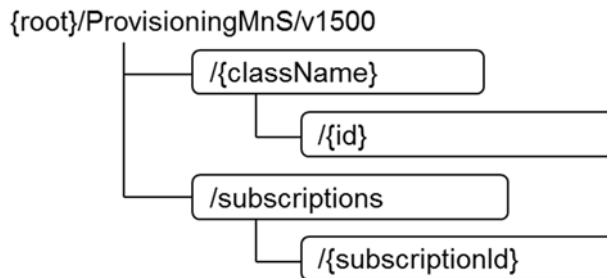 {root}/ProvisioningMnS/v1500
/{className}
/{id}
/subscriptions
/{subscriptionId}